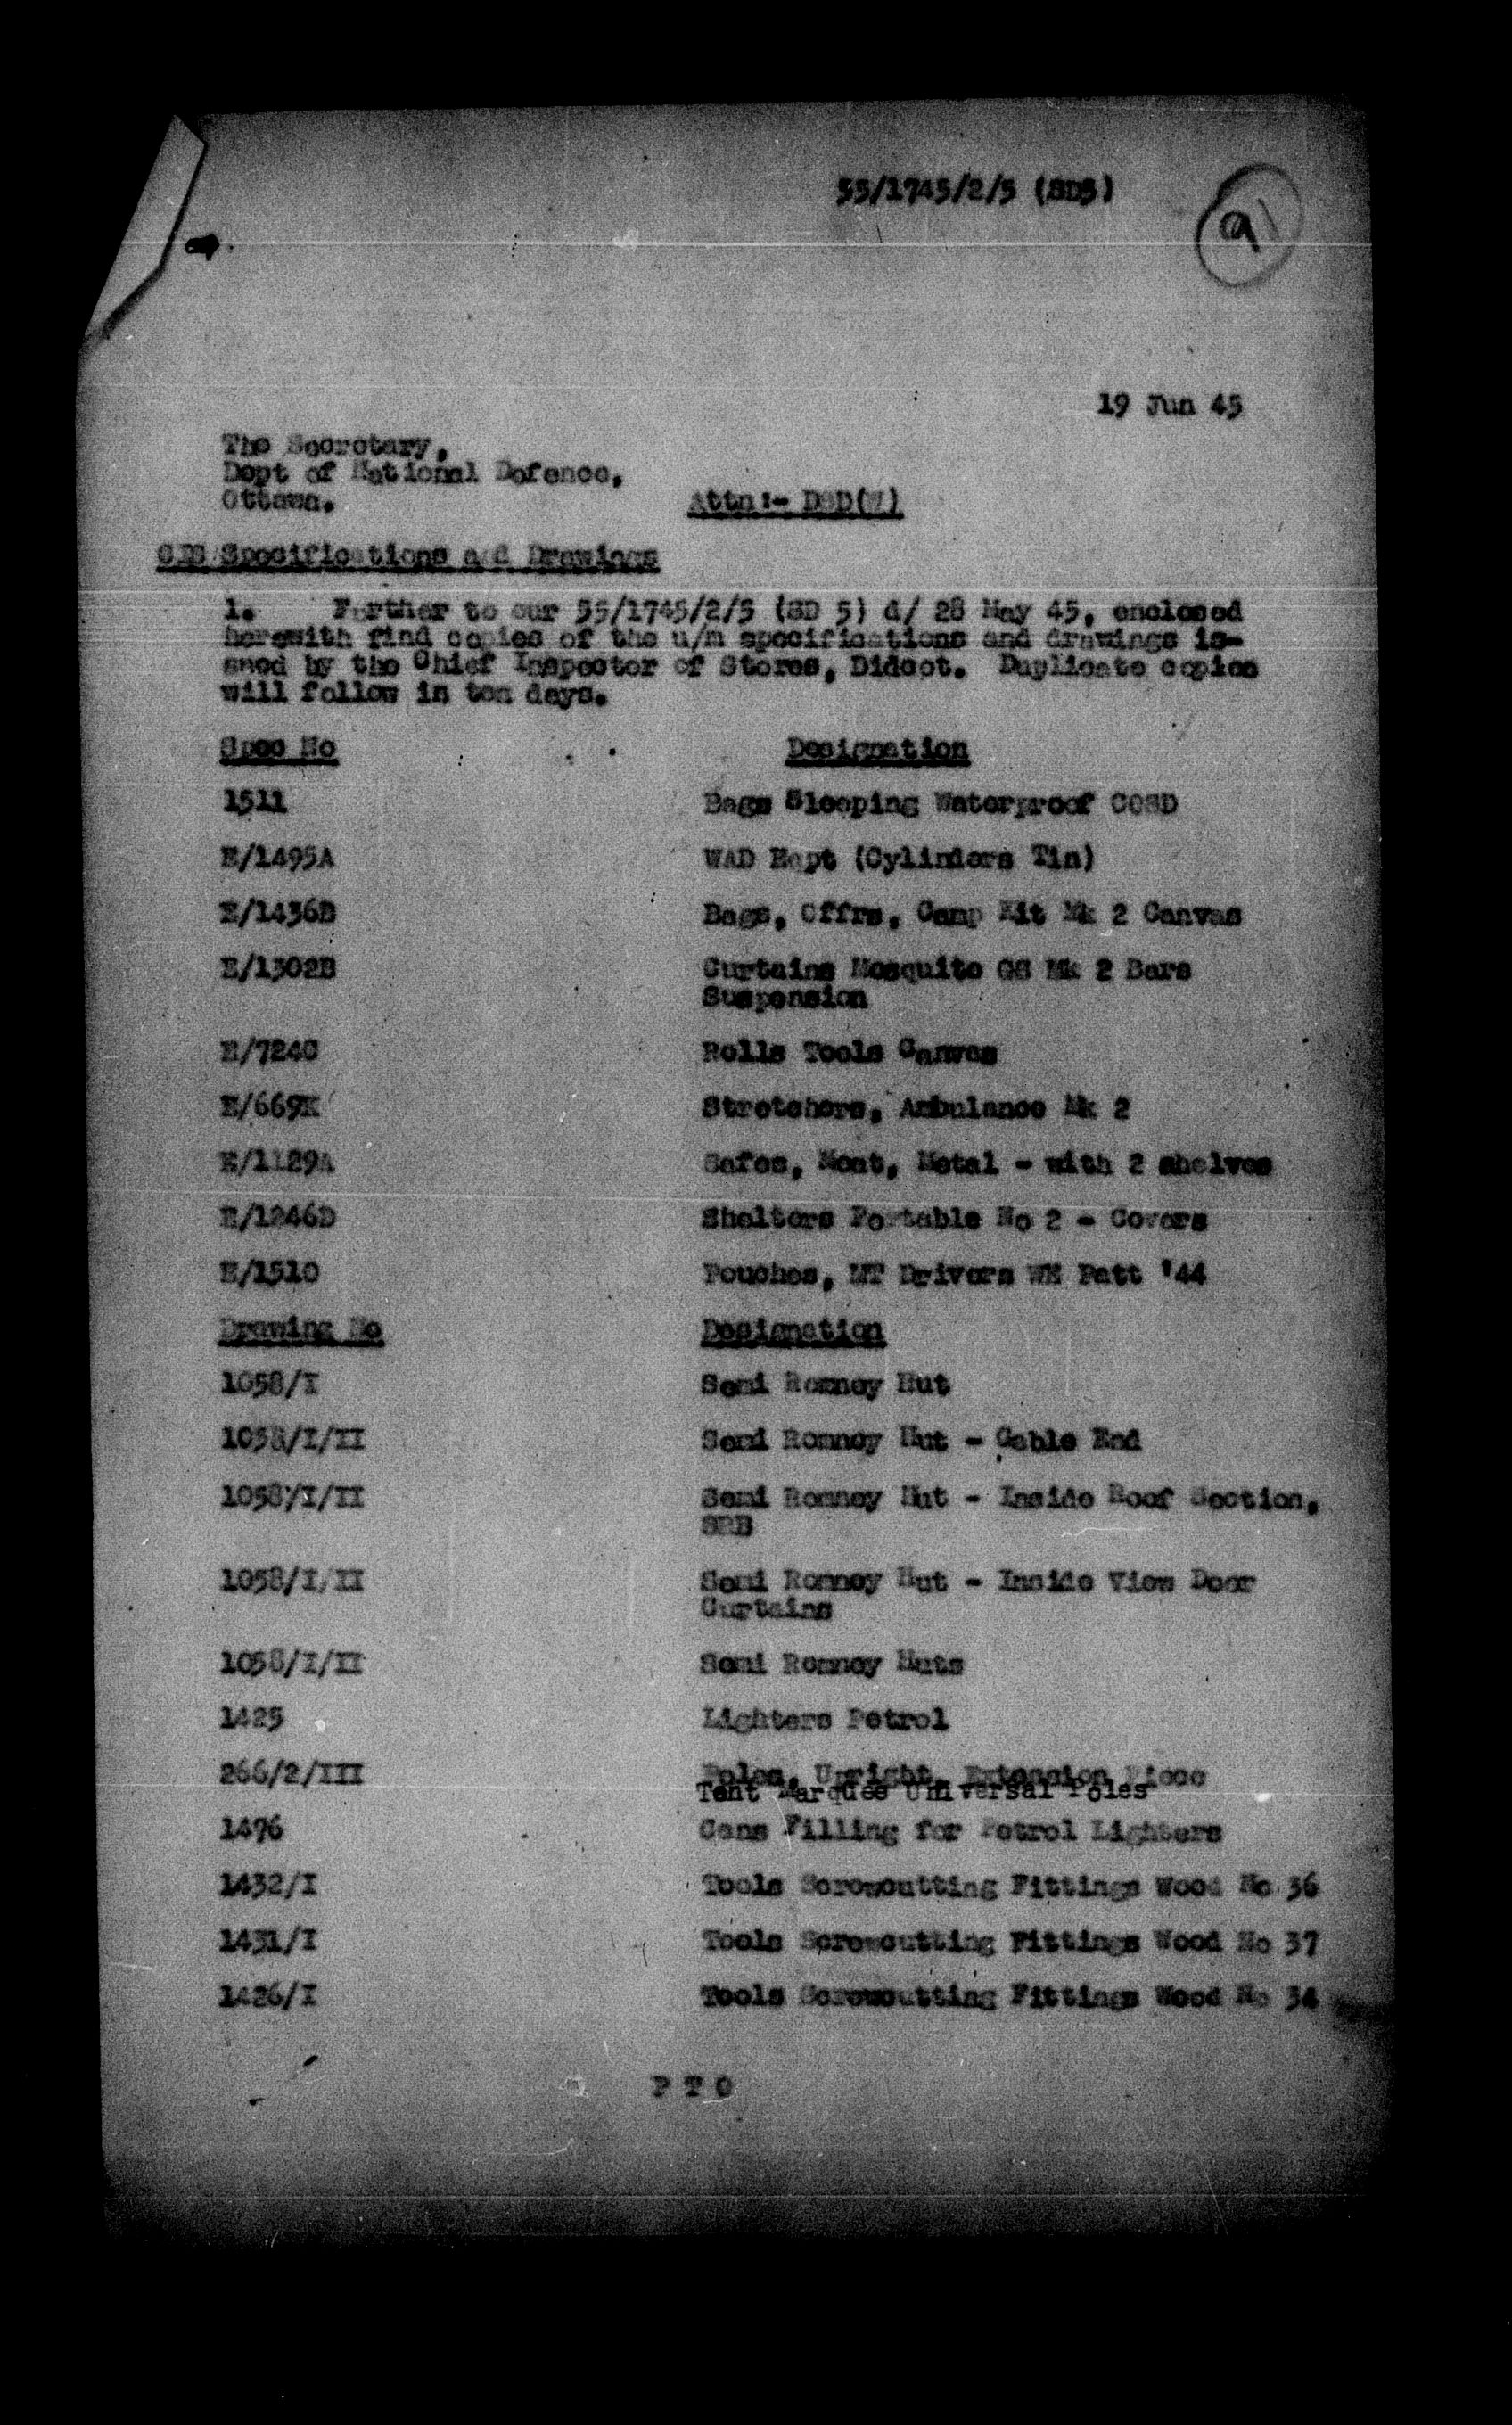 55/1745/2/5 (SD5)
91
19 Jun 45
The Secretary,
Dept of National Defence,
Ottawa.
Attn:- DSD(W)
CIS Specifications and Drawings
1. Further to our 55/1745/2/5 (SD 5) d/ 28 May 45, enclosed
herewith find copies of the u/m specifications and drawings is-
sued by the Chief Inspector of Stores, Didcot. Duplicate copies
will follow in ten days.
Spec No Designation
1511 Bags Sleeping Waterproof COSD
E/1495A WAD Eqpt (Cylinders Tin)
E/1436B Bags, Offrs, Camp Kit Mk 2 Canvas
E/1302B Curtains Mosquito GS Mk 2 Bars
Suspension
E/724C Rolls Tools Canvas
E/669K Stretchers, Ambulance Mk 2
E/1129A Safes, Meat, Metal - with 2 shelves
E/1246D Shelters Portable No 2 - Covers
E/1510 Pouches, MT Drivers WE Patt '44
Drawing No Designation
1058/I Semi Romney Hut
1058/I/II Semi Romney Hut - Gable End
1058/I/II Semi Romney Hut - Inside Roof Section,
SRB
1058/I/II Semi Romney Hut - Inside View Door
Curtains
1058/I/II Semi Romney Huts
1425 Lighters Petrol
266/2/III Poles, Upright, Extension Piece
Tent Marquee Universal Poles
1476 Cans Filling for Petrol Lighters
1432/I Tools Screwcutting Fittings Wood No 36
1431/I Tools Screwcutting Fittings Wood No 37
1426/I Tools Screwcutting Fittings Wood No 34
P T O